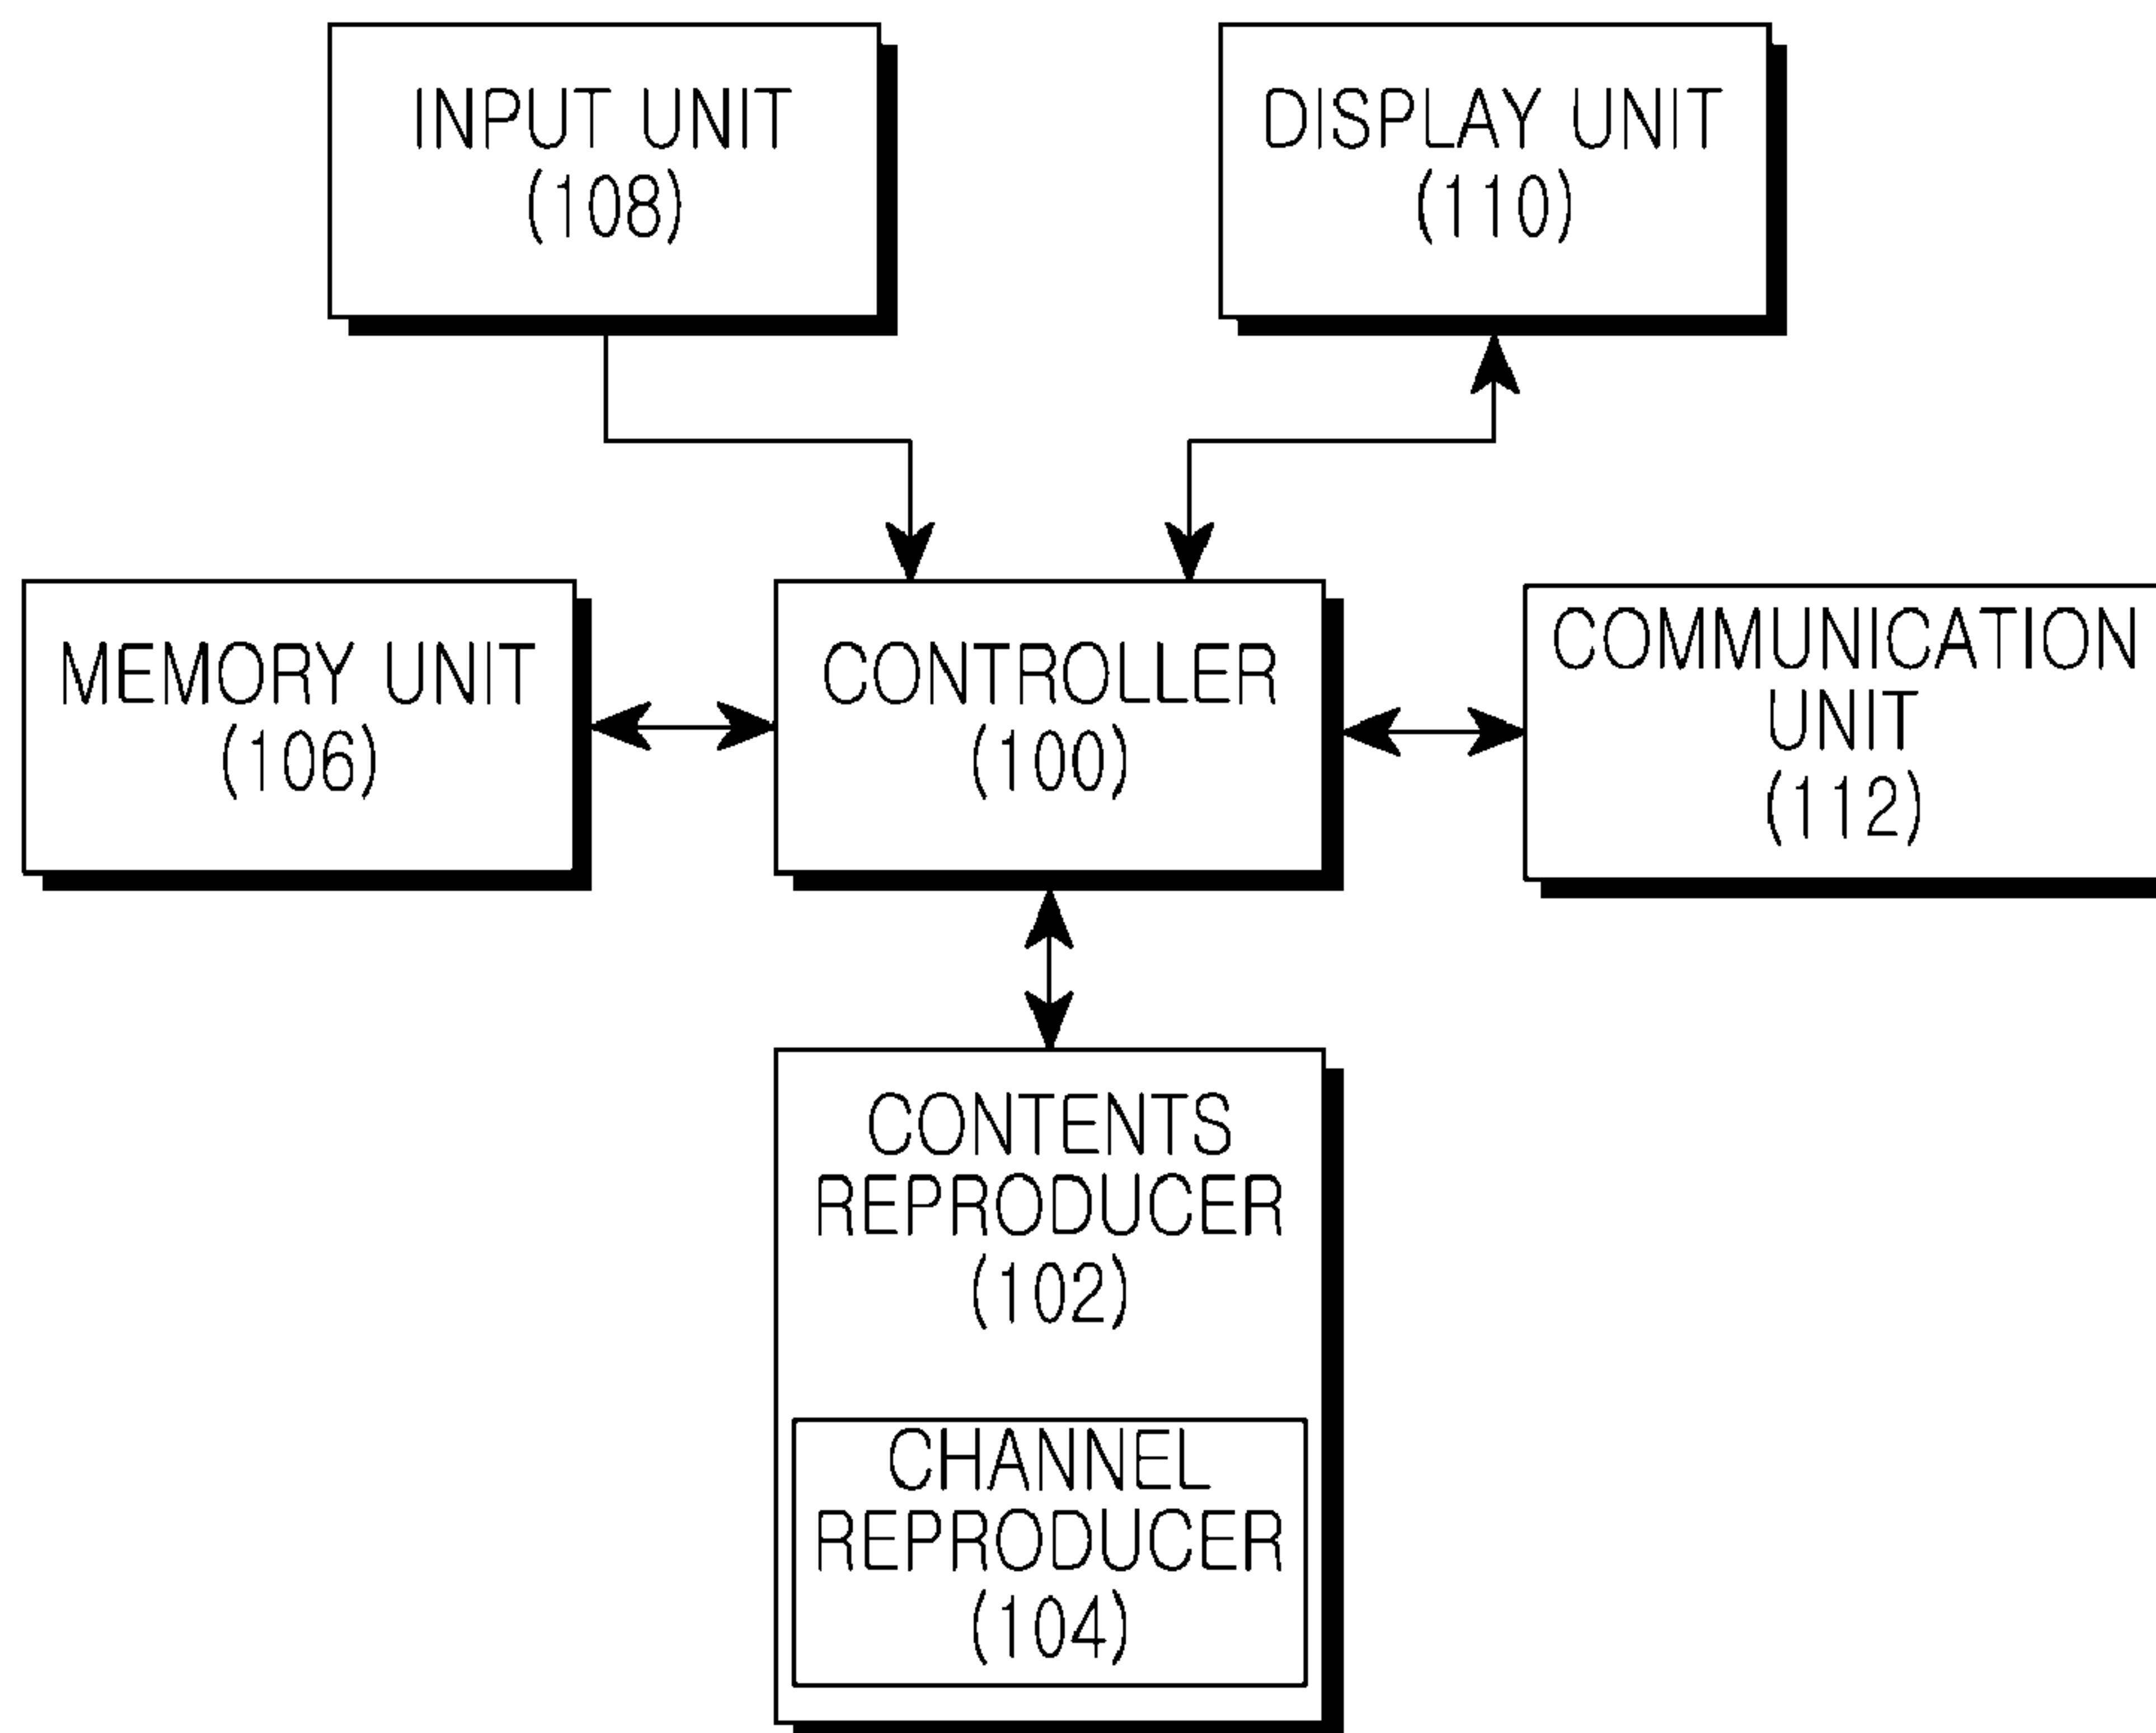 INPUT UNIT
(108)
DISPLAY UNIT
(110)
MEMORY UNIT
(106)
CONTROLLER
(100)
COMMUNICATION
UNIT
(112)
CONTENTS
REPRODUCER
(102)
CHANNEL
REPRODUCER
(104)